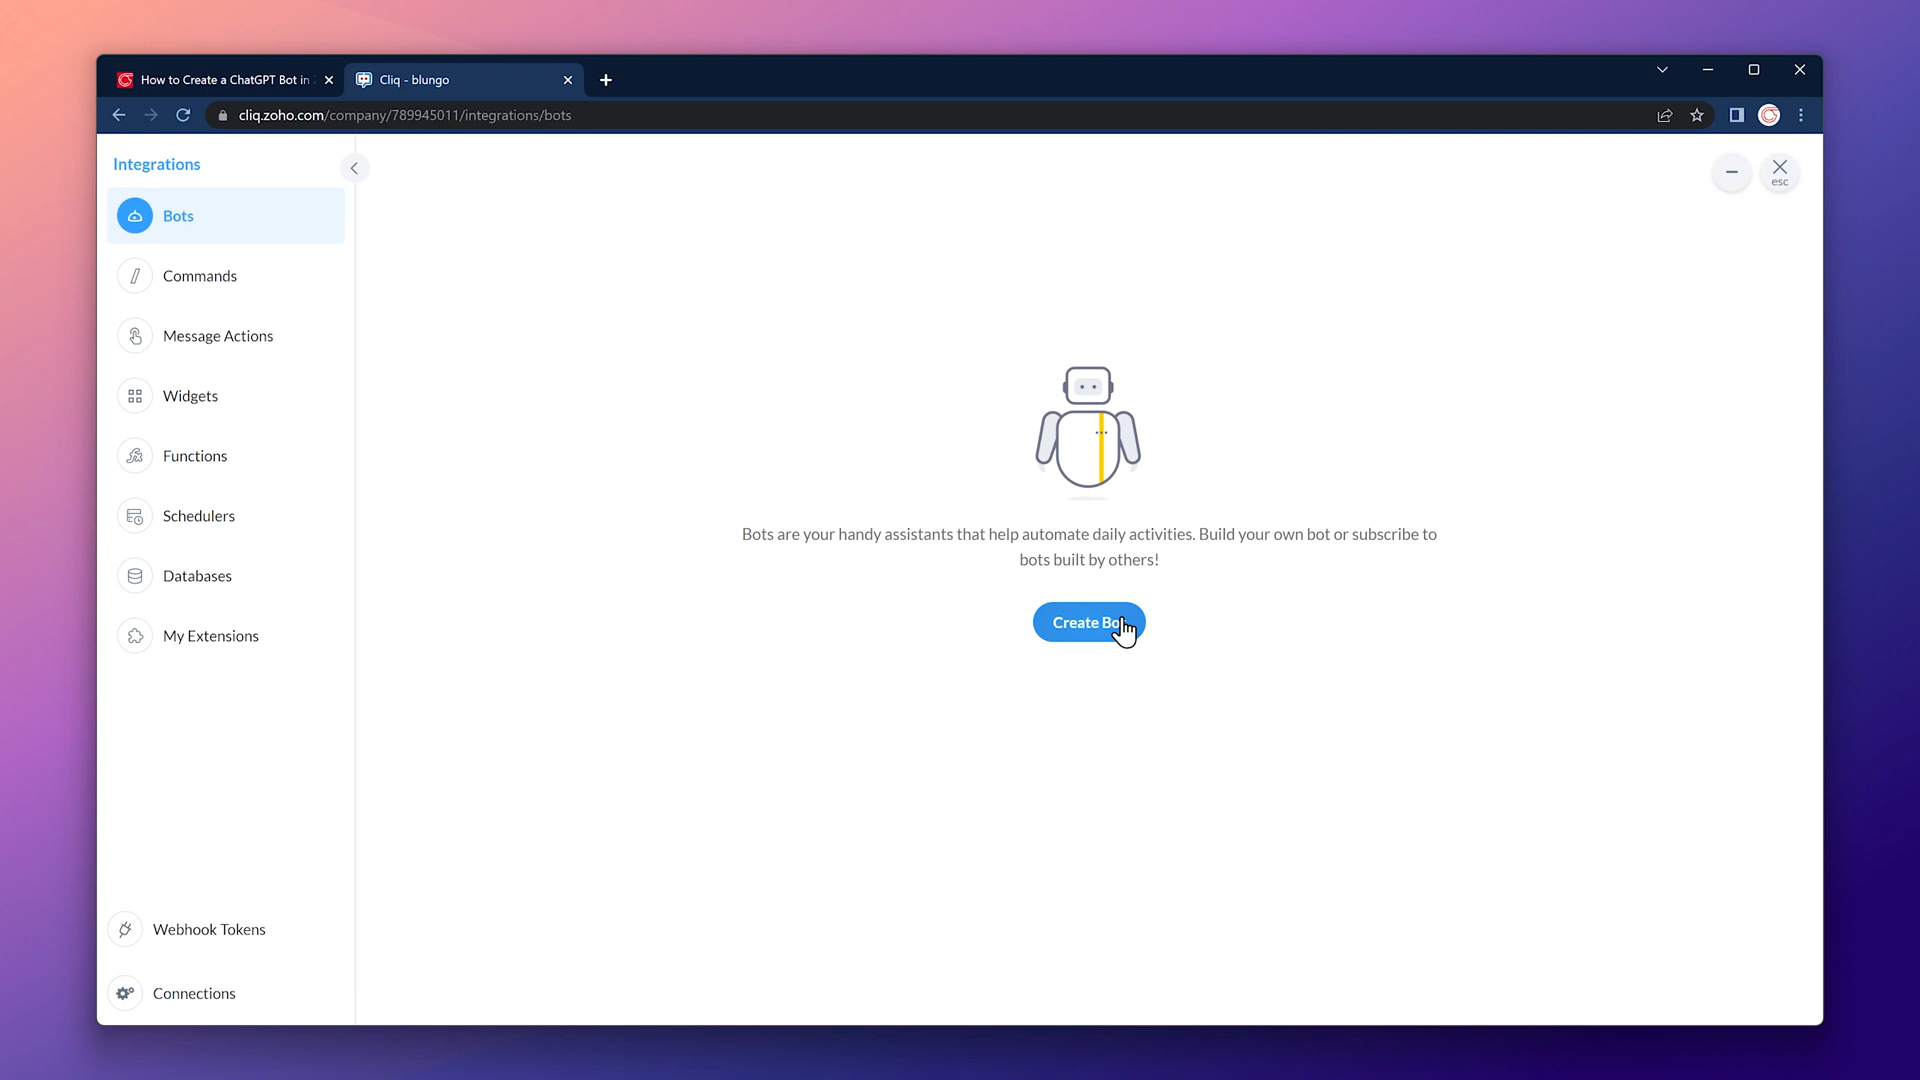 How to Create a ChatGPT Bot in
Cliq - blungo
cliq.zoho.com/company/789945011/integrations/bots
Integrations
esc
Bots
Commands
Message Actions
Widgets
Functions
Schedulers
Databases
My Extensions
Bots are your handy assistants that help automate daily activities. Build your own bot or subscribe to
bots built by others!
Create Bo
Webhook Tokens
Connections